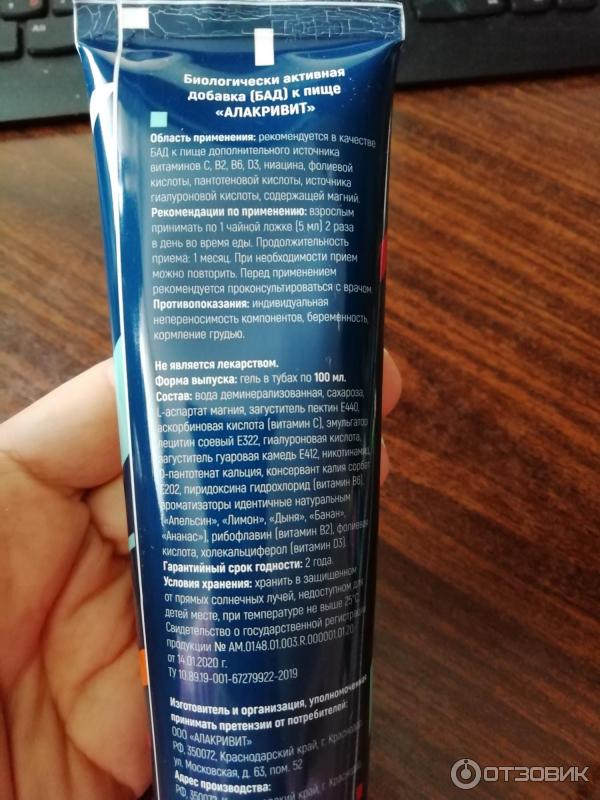 Биологически активная
добавка (БАД) к пище
«АЛАКРИВИТ»
Область применения: рекомендуется в качестве
БАД к пище дополнительного источника
витаминов С, В2, В6, D3, ниацина, фолиевой
кислоты, пантотеновой кислоты, источника
гиалуроновой кислоты, содержащей магний.
Рекомендации по применению: взрослым
принимать по 1 чайной ложке (5 мл) 2 раза
в день во время еды. Продолжительность
приема: 1 месяц. При необходимости прием
можно повторить. Перед применением
рекомендуется проконсультироваться с врачом.
Противопоказания: индивидуальная
непереносимость компонентов, беременность,
кормление грудью.
Не является лекарством.
Форма выпуска: гель в тубах по 100 мл.
Состав: вода деминерализованная, сахароза,
L-аспартат магния, загуститель пектин Е440,
аскорбиновая кислота (витамин С), эмульгатор
лецитин соевый Е322, гиалуроновая кислота,
загуститель гуаровая камедь Е412, никотинамид,
D-пантотенат кальция, консервант калия сорбат
Е202, пиридоксина гидрохлорид (витамин В6),
ароматизаторы идентичные натуральным
(«Апельсин», «Лимон», «Дыня», «Банан»,
«Ананас»), рибофлавин (витамин В2), фолиевая
кислота, холекальциферол (витамин D3).
Гарантийный срок годности: 2 года.
Условия хранения: хранить в защищенном
от прямых солнечных лучей, недоступном для
детей месте, при температуре не выше 25°С
Свидетельство о государственной регистрации
продукции № АМ.01.48.01.003.R.000001.01.20
от 14.01.2020 г.
ТУ 10.89.19-001-67279922-2019
Изготовитель и организация, уполномоченная
принимать претензии от потребителей:
ООО «АЛАКРИВИТ»
РФ, 350072, Краснодарский край, г. Краснодар,
ул. Московская, д. 63, пом. 52
Адрес производства:
РФ, 350072, Краснодарский край, г.
ОТЗОВИК